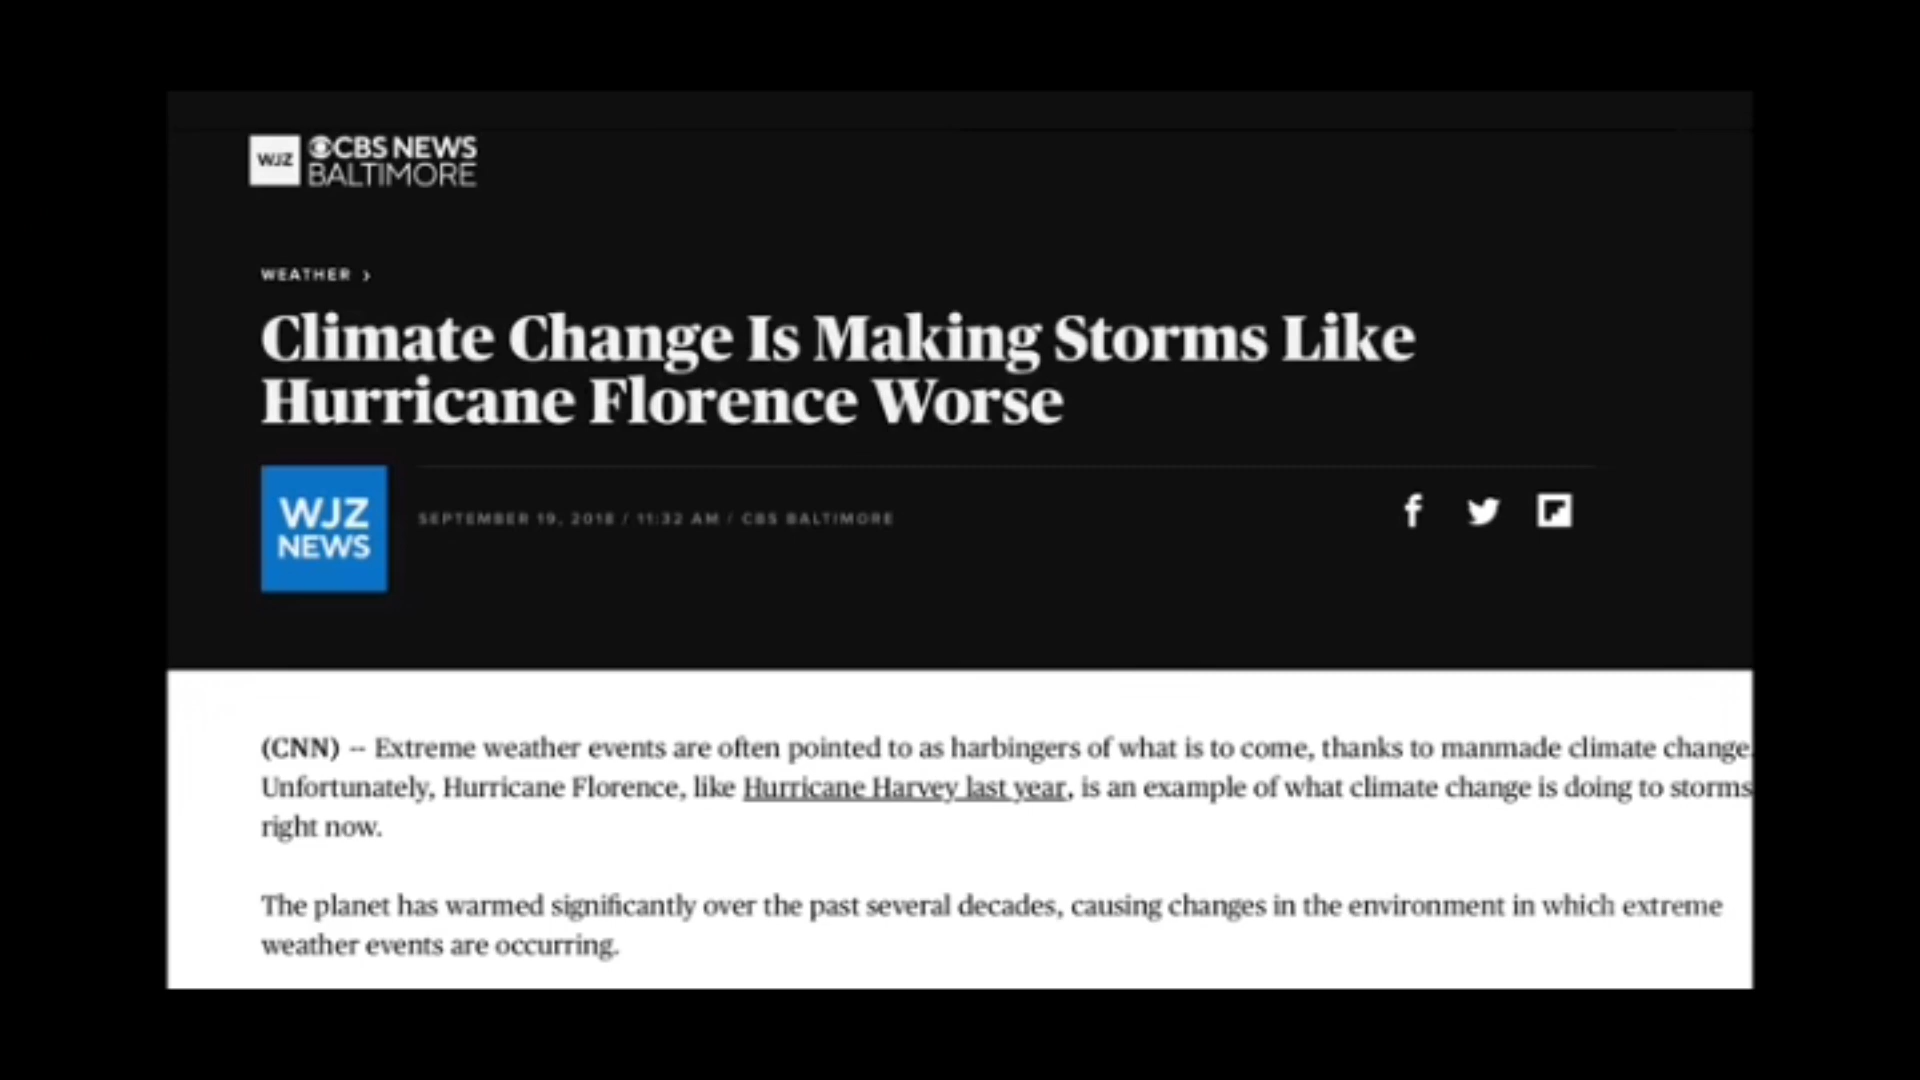 WJZ CBS NEWS
BALTIMORE
WEATHER ›
Climate Change Is Making Storms Like
Hurricane Florence Worse
WJZ
NEWS
SEPTEMBER 19, 2018 / 11:32 AM / CBS BALTIMORE
(CNN) -- Extreme weather events are often pointed to as harbingers of what is to come, thanks to manmade climate change.
Unfortunately, Hurricane Florence, like Hurricane Harvey last year, is an example of what climate change is doing to storms
right now.
The planet has warmed significantly over the past several decades, causing changes in the environment in which extreme
weather events are occurring.